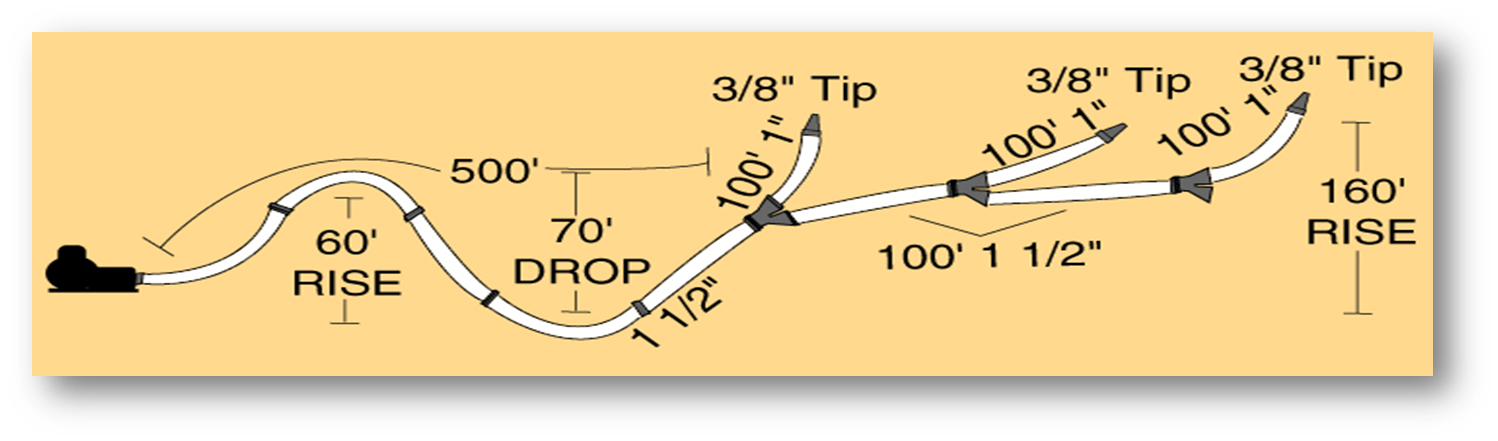 500'
60'
RISE
70'
DROP
1 1/2"
100' 1"
3/8" Tip
100' 1 1/2"
100' 1"
3/8" Tip
100' 1"
3/8" Tip
160'
RISE